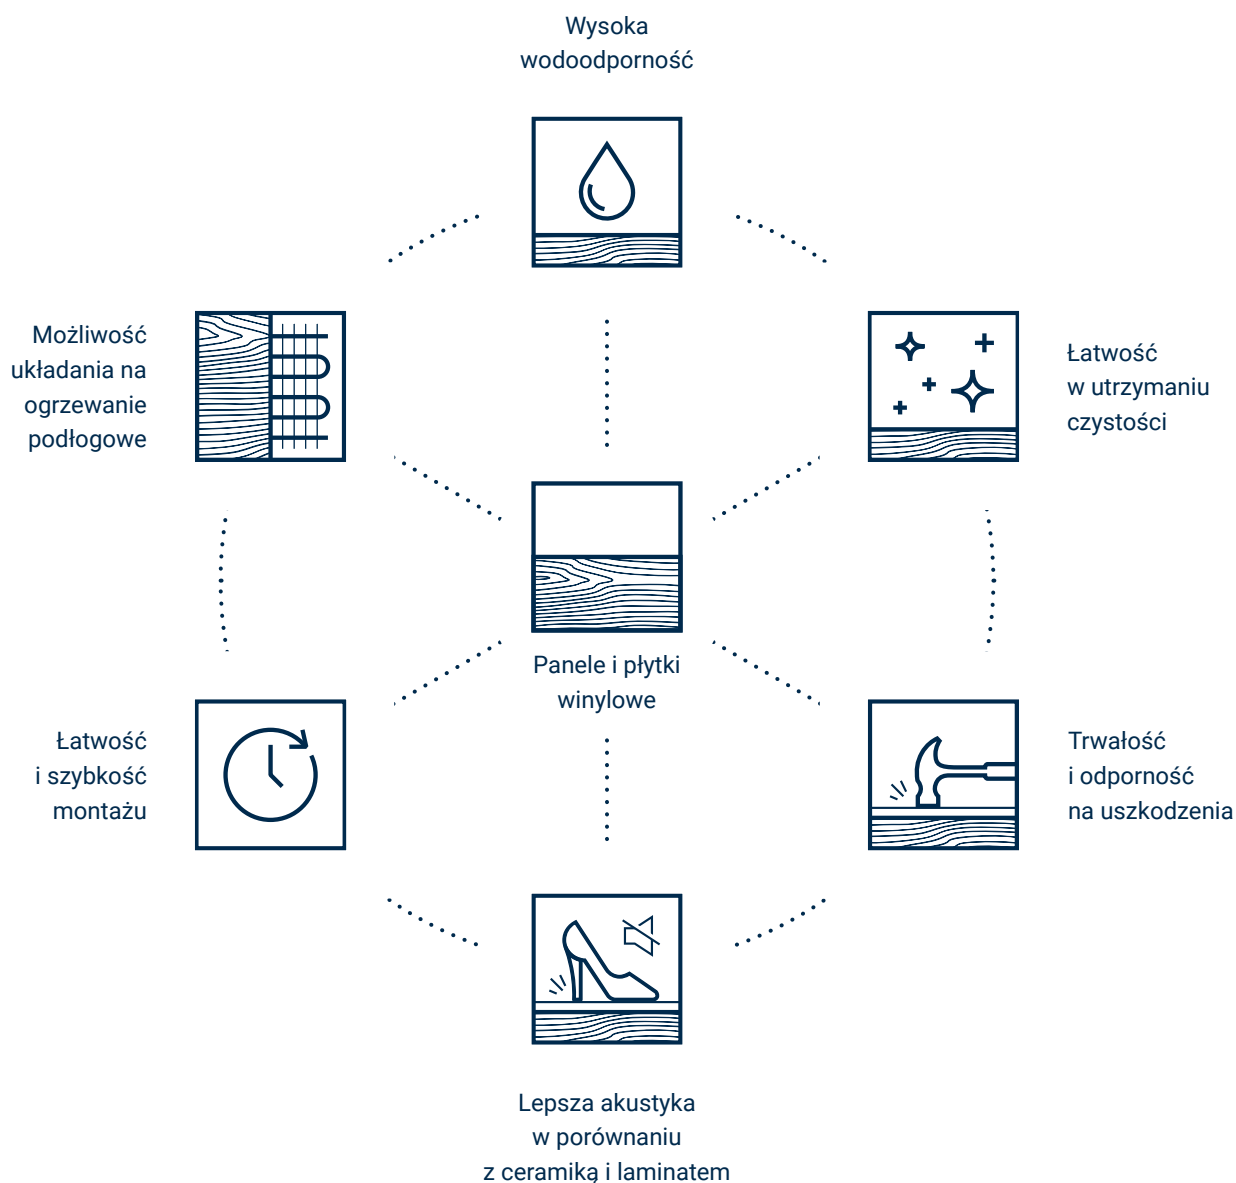 Wysoka
wodoodporność
Możliwość
układania na
ogrzewanie
podłogowe
Łatwość
w utrzymaniu
czystości
Panele i płytki
winylowe
Łatwość
i szybkość
montażu
Trwałość
i odporność
na uszkodzenia
Lepsza akustyka
w porównaniu
z ceramiką i laminatem